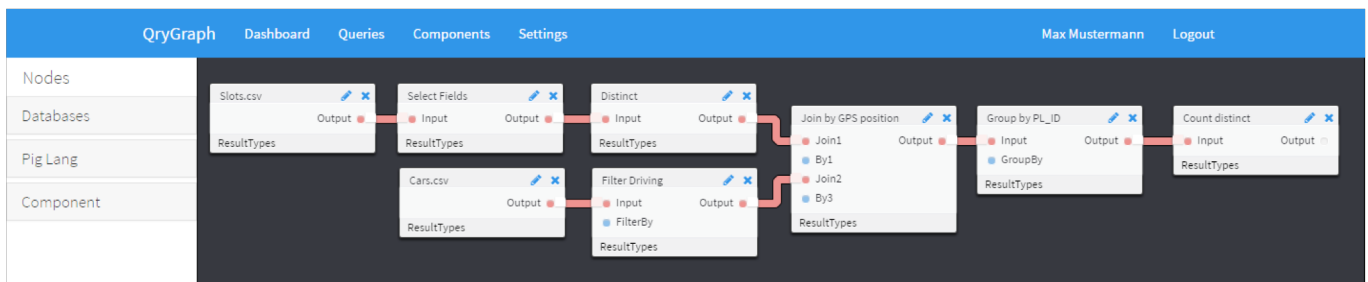 QryGraph Dashboard Queries Components Settings Max Mustermann Logout
Nodes
Databases
Pig Lang
Component
Slots.csv
Output
ResultTypes
Select Fields
Input Output
ResultTypes
Distinct
Input Output
ResultTypes
Cars.csv
Output
ResultTypes
Filter Driving
Input Output
FilterBy
ResultTypes
Join by GPS position
Join1 Output
By1
Join2
By3
ResultTypes
Group by PL_ID
Input Output
GroupBy
ResultTypes
Count distinct
Input Output
ResultTypes